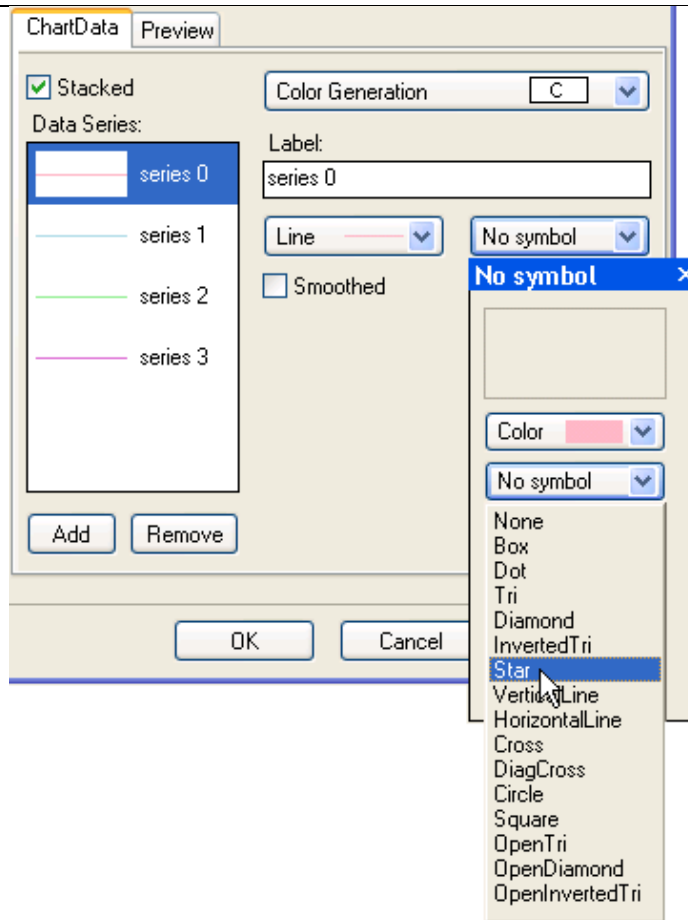 ChartData Preview
Stacked
Color Generation C
Data Series:
Label:
series 0
series 0
series 1
Line
No symbol
Smoothed
series 2
series 3
No symbol ×
Color
No symbol
Add Remove
None
Box
Dot
Tri
Diamond
InvertedTri
Star
VerticalLine
HorizontalLine
Cross
DiagCross
Circle
Square
OpenTri
OpenDiamond
OpenInvertedTri
OK Cancel